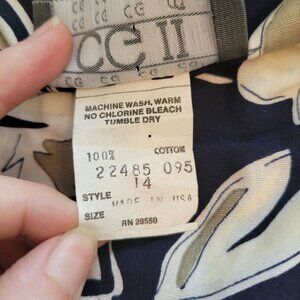 CG II
MACHINE WASH, WARM
NO CHLORINE BLEACH
TUMBLE DRY
100% COTTON
22485 095
STYLE 14
SIZE MADE IN USA
RN 28550